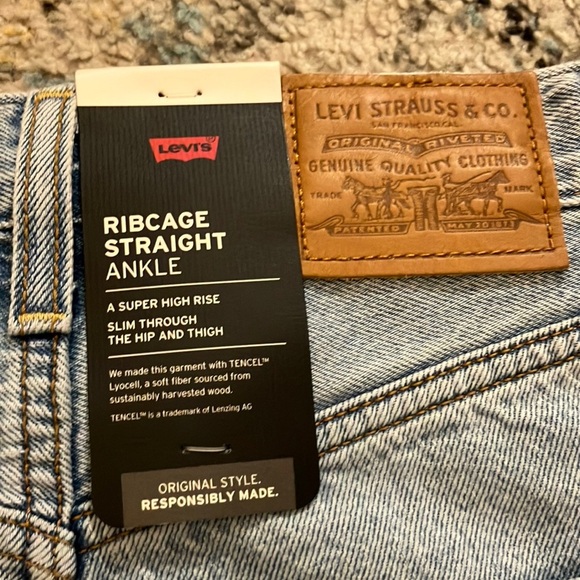 Levi's
RIBCAGE
STRAIGHT
ANKLE
A SUPER HIGH RISE
SLIM THROUGH
THE HIP AND THIGH
We made this garment with TENCEL™
Lyocell, a soft fiber sourced from
sustainably harvested wood.
TENCEL™ is a trademark of Lenzing AG
ORIGINAL STYLE.
RESPONSIBLY MADE.
LEVI STRAUSS & CO.
SAN FRANCISCO, CAL.
ORIGINAL RIVETED
GENUINE QUALITY CLOTHING
TRADE MARK
PATENTED MAY 20 1873